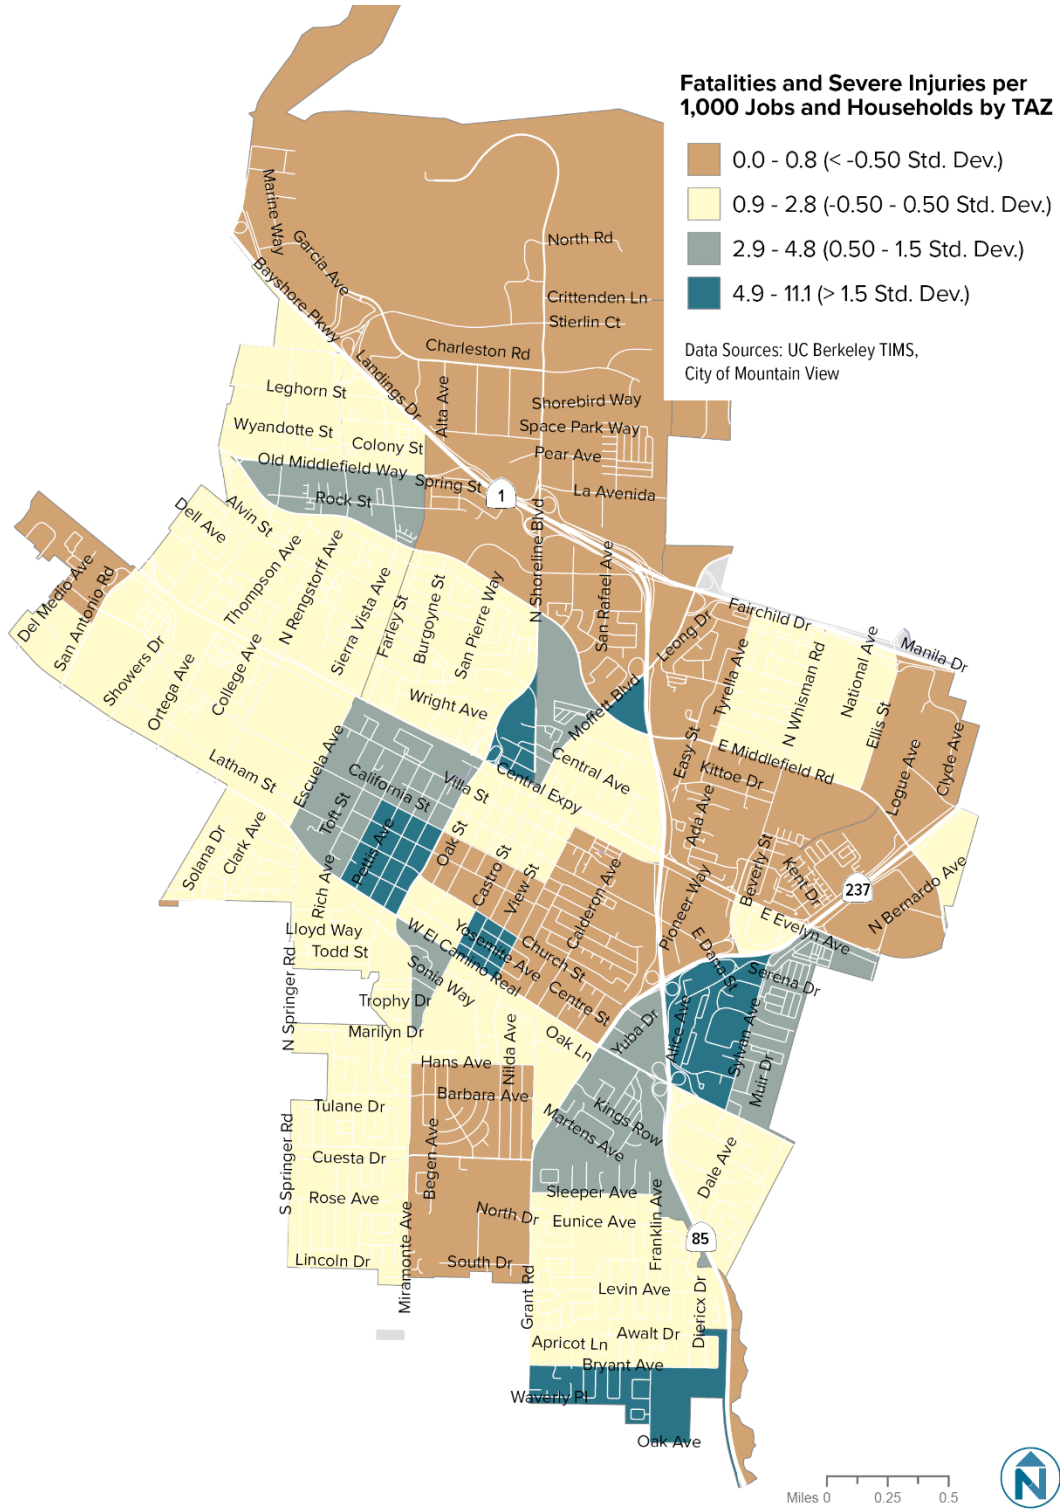 Fatalities and Severe Injuries per
1,000 Jobs and Households by TAZ
0.0 - 0.8 (< -0.50 Std. Dev.)
0.9 - 2.8 (-0.50 - 0.50 Std. Dev.)
2.9 - 4.8 (0.50 - 1.5 Std. Dev.)
4.9 - 11.1 (> 1.5 Std. Dev.)
Data Sources: UC Berkeley TIMS,
City of Mountain View
Marine Way
Garcia Ave
North Rd
Bayshore Pkwy
Crittenden Ln
Stierlin Ct
Charleston Rd
Landings Dr
Alta Ave
Leghorn St
Shorebird Way
Wyandotte St
Space Park Way
Colony St
Pear Ave
Old Middlefield Way
Spring St
La Avenida
Rock St
1
N Shoreline Blvd
Alvin St
Dell Ave
Thompson Ave
N Rengstorff Ave
Sierra Vista Ave
Farley St
Burgoyne St
San Pierre Way
San Rafael Ave
Del Medio Ave
San Antonio Rd
Fairchild Dr
Leong Dr
Manila Dr
Showers Dr
Ortega Ave
College Ave
Tyrella Ave
N Whisman Rd
National Ave
Ellis St
Wright Ave
Moffett Blvd
Easy St
E Middlefield Rd
Logue Ave
Clyde Ave
Latham St
Escuela Ave
California St
Villa St
Central Expy
Central Ave
Kittoe Dr
Toft St
Pettis Ave
Oak St
Ada Ave
Solana Dr
Clark Ave
Rich Ave
Castro St
View St
Calderon Ave
Beverly St
Kent Dr
237
Pioneer Way
N Bernardo Ave
Lloyd Way
Todd St
W El Camino Real
Yosemite Ave
Church St
E Dana St
E Evelyn Ave
N Springer Rd
Sonia Way
Centre St
Serena Dr
Trophy Dr
Marilyn Dr
Nilda Ave
Oak Ln
Yuba Dr
Alice Ave
Sylvan Ave
Muir Dr
Hans Ave
Barbara Ave
Tulane Dr
Kings Row
Martens Ave
S Springer Rd
Cuesta Dr
Begen Ave
Dale Ave
Rose Ave
Sleeper Ave
North Dr
Eunice Ave
Franklin Ave
85
Lincoln Dr
Miramonte Ave
South Dr
Grant Rd
Levin Ave
Diericx Dr
Apricot Ln
Awalt Dr
Bryant Ave
Waverly Pl
Oak Ave
N
Miles 0 0.25 0.5